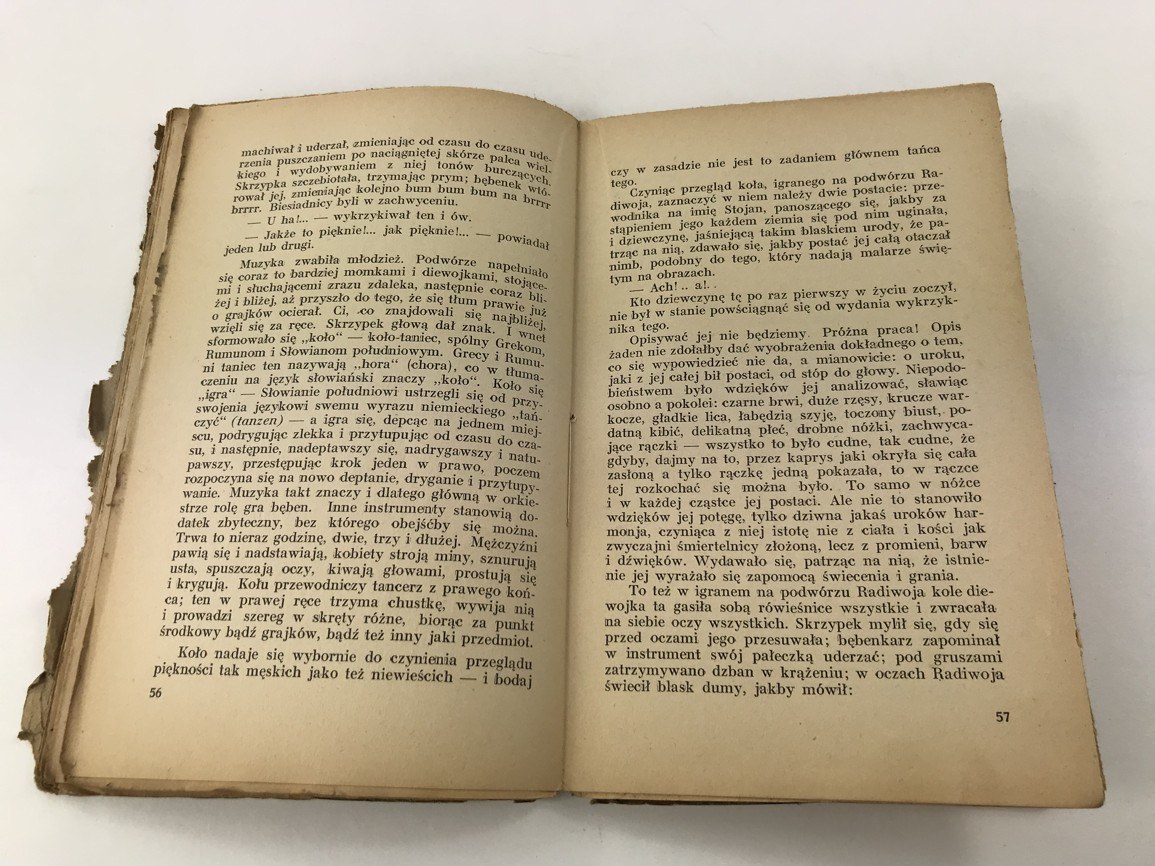 machiwał i uderzał, zmieniając od czasu do czasu ude-
rzenia puszczaniem po naciągniętej skórze palca wiel-
kiego i wydobywaniem z niej tonów burczących.
Skrzypka szczebiotała, trzymając prym; bębenek wtó-
rował jej, zmieniając kolejno bum bum bum na brrrr
brrrr. Biesiadnicy byli w zachwyceniu.
— U ha!... — wykrzykiwał ten i ów.
— Jakże to pięknie!... jak pięknie!... — powiadał
jeden lub drugi.
Muzyka zwabiła młodzież. Podwórze napełniało
się coraz to bardziej momkami i diewojkami, stojące-
mi i słuchającemi zrazu zdaleka, następnie coraz bli-
żej i bliżej, aż przyszło do tego, że się tłum prawie już
o grajków ocierał. Ci, co znajdowali się najbliżej,
wzięli się za ręce. Skrzypek głową dał znak. I wnet
sformowało się „koło“ — koło-taniec, spólny Grekom,
Rumunom i Słowianom południowym. Grecy i Rumu-
ni taniec ten nazywają „hora“ (chora), co w tłuma-
czeniu na język słowiański znaczy „koło“. Koło się
„igra“ — Słowianie południowi ustrzegli się od przy-
swojenia językowi swemu wyrazu niemieckiego „tań-
czyć“ (tanzen) — a igra się, depcąc na jednem miej-
scu, podrygując zlekka i przytupując od czasu do cza-
su, i następnie, nadeptawszy się, nadrygawszy i natu-
pawszy, przestępując krok jeden w prawo, poczem
rozpoczyna się na nowo deptanie, dryganie i przytupy-
wanie. Muzyka takt znaczy i dlatego główną w orkie-
strze rolę gra bęben. Inne instrumenty stanowią do-
datek zbyteczny, bez którego obejśćby się można.
Trwa to nieraz godzinę, dwie, trzy i dłużej. Mężczyźni
pawią się i nadstawiają, kobiety stroją miny, sznurują
usta, spuszczają oczy, kiwają głowami, prostują się
i krygują. Kołu przewodniczy tancerz z prawego koń-
ca; ten w prawej ręce trzyma chustkę, wywija nią
i prowadzi szereg w skręty różne, biorąc za punkt
środkowy bądź grajków, bądź też inny jaki przedmiot.
Koło nadaje się wybornie do czynienia przeglądu
piękności tak męskich jako też niewieścich — i bodaj
56
czy w zasadzie nie jest to zadaniem głównem tańca
tego.
Czyniąc przegląd koła, igranego na podwórzu Ra-
diwoja, zaznaczyć w niem należy dwie postacie: prze-
wodnika na imię Stojan, panoszącego się, jakby za
stąpieniem jego każdem ziemia się pod nim uginała,
i dziewczynę, jaśniejącą takim blaskiem urody, że pa-
trząc na nią, zdawało się, jakby postać jej całą otaczał
nimb, podobny do tego, który nadają malarze świę-
tym na obrazach.
— Ach! .. a!. .
Kto dziewczynę tę po raz pierwszy w życiu zoczył,
nie był w stanie powściągnąć się od wydania wykrzyk-
nika tego.
Opisywać jej nie będziemy. Próżna praca! Opis
żaden nie zdołałby dać wyobrażenia dokładnego o tem,
co się wypowiedzieć nie da, a mianowicie: o uroku,
jaki z jej całej bił postaci, od stóp do głowy. Niepodo-
bieństwem było wdzięków jej analizować, sławiąc
osobno a pokolei: czarne brwi, duże rzęsy, krucze war-
kocze, gładkie lica, łabędzią szyję, toczony biust, po-
datną kibić, delikatną płeć, drobne nóżki, zachwyca-
jące rączki — wszystko to było cudne, tak cudne, że
gdyby, dajmy na to, przez kaprys jaki okryła się cała
zasłoną a tylko rączkę jedną pokazała, to w rączce
tej rozkochać się można było. To samo w nóżce
i w każdej cząstce jej postaci. Ale nie to stanowiło
wdzięków jej potęgę, tylko dziwna jakaś uroków har-
monja, czyniąca z niej istotę nie z ciała i kości jak
zwyczajni śmiertelnicy złożoną, lecz z promieni, barw
i dźwięków. Wydawało się, patrząc na nią, że istnie-
nie jej wyrażało się zapomocą świecenia i grania.
To też w igranem na podwórzu Radiwoja kole die-
wojka ta gasiła sobą rówieśnice wszystkie i zwracała
na siebie oczy wszystkich. Skrzypek mylił się, gdy się
przed oczami jego przesuwała; bębenkarz zapominał
w instrument swój pałeczką uderzać; pod gruszami
zatrzymywano dzban w krążeniu; w oczach Radiwoja
świecił blask dumy, jakby mówił:
57